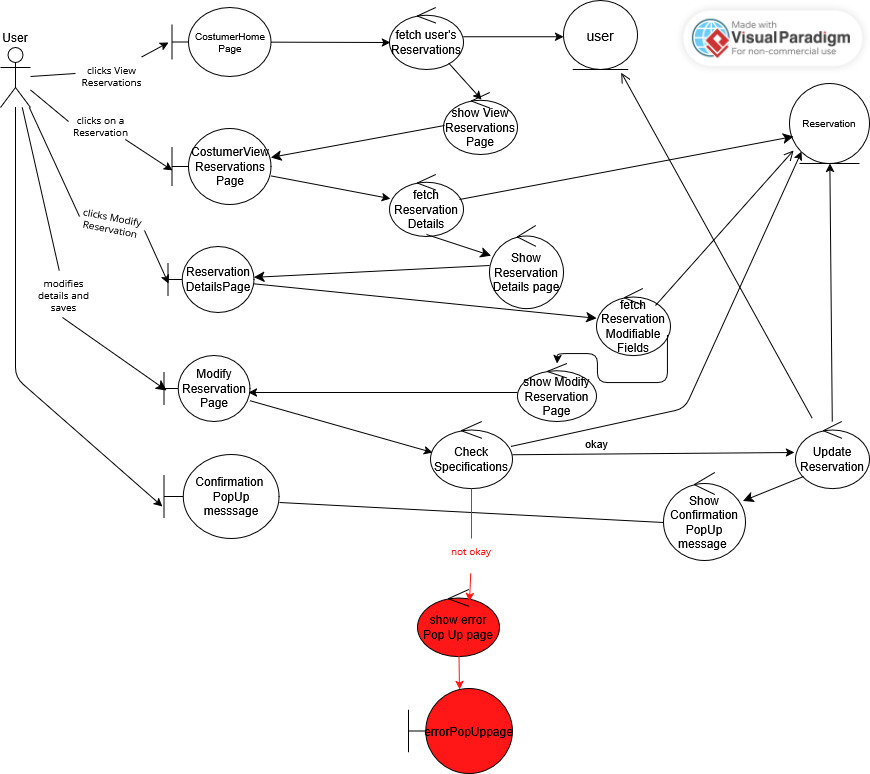 User
CostumerHome
Page
fetch user's
Reservations
user
Made with
VisualParadigm
For non-commercial use
clicks View
Reservations
show View
Reservations
Page
Reservation
clicks on a
Reservation
CostumerView
Reservations
Page
fetch
Reservation
Details
clicks Modify
Reservation
Reservation
DetailsPage
Show
Reservation
Details page
modifies
details and
saves
fetch
Reservation
Modifiable
Fields
Modify
Reservation
Page
show Modify
Reservation
Page
Check
Specifications
okay
Update
Reservation
Confirmation
PopUp
messsage
Show
Confirmation
PopUp
message
not okay
show error
Pop Up page
errorPopUppage